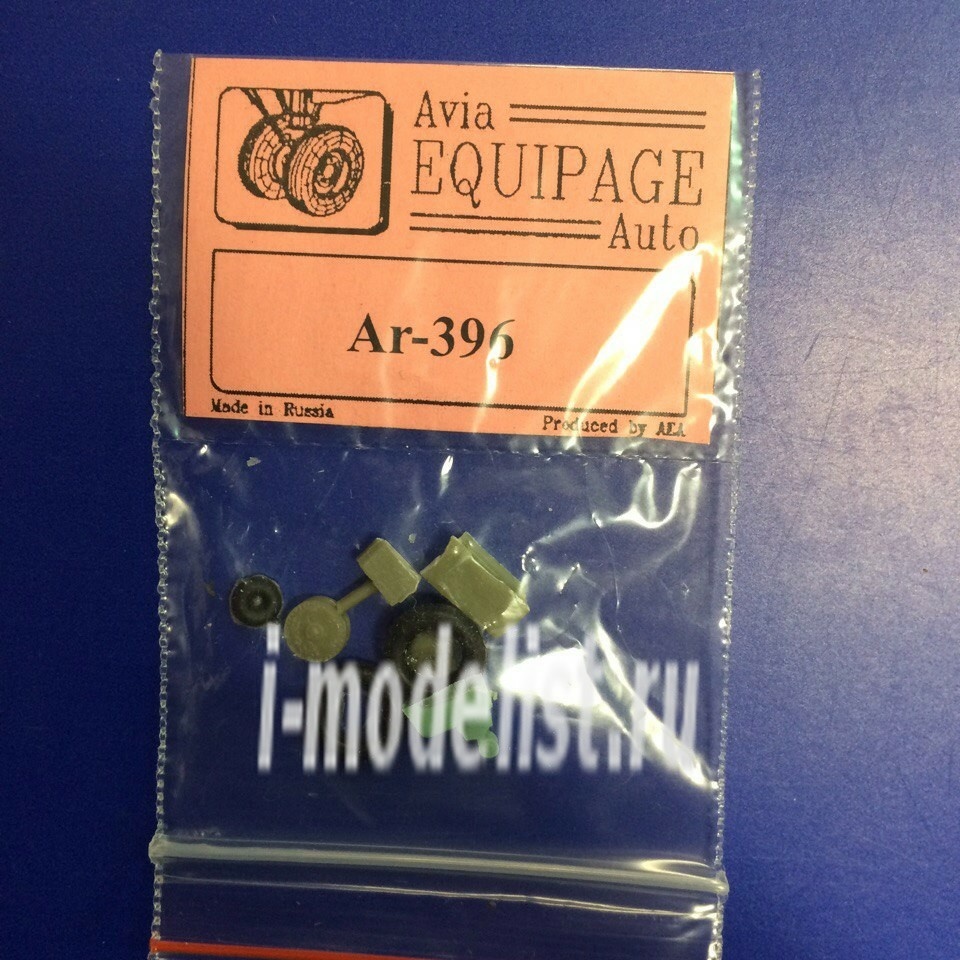 Avia
EQUIPAGE
Auto
Ar-396
Made in Russia
Produced by AEA
i-modelist.ru